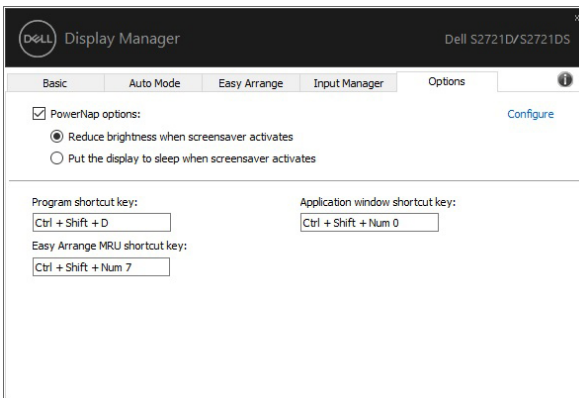 DELL Display Manager Dell S2721D/S2721DS
Basic Auto Mode Easy Arrange Input Manager Options
PowerNap options: Configure
Reduce brightness when screensaver activates
Put the display to sleep when screensaver activates
Program shortcut key: Application window shortcut key:
Ctrl + Shift + D Ctrl + Shift + Num 0
Easy Arrange MRU shortcut key:
Ctrl + Shift + Num 7